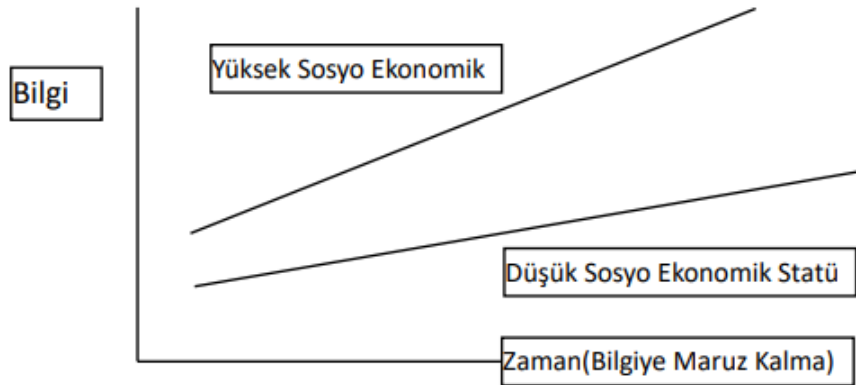 Yüksek Sosyo Ekonomik
Bilgi
Düşük Sosyo Ekonomik Statü
Zaman(Bilgiye Maruz Kalma)